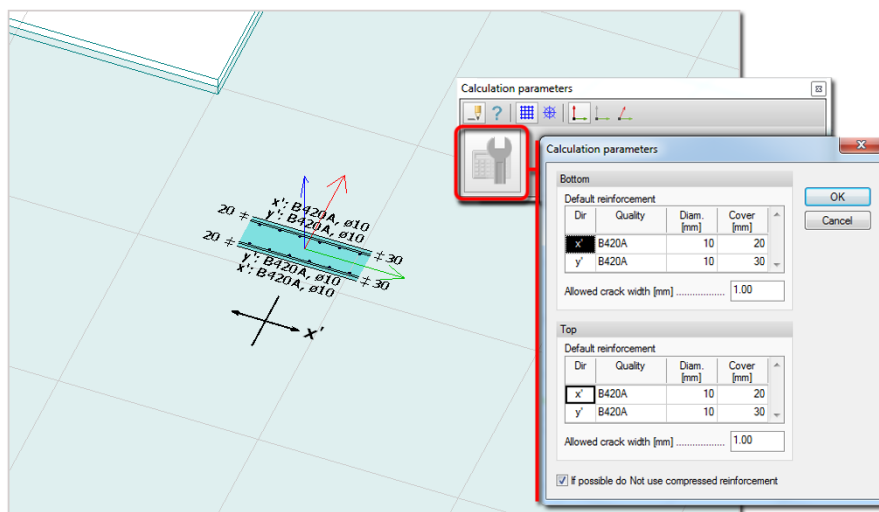 Calculation parameters
?
Calculation parameters
Bottom
Default reinforcement
Dir Quality Diam. [mm] Cover [mm]
x' B420A 10 20
y' B420A 10 30
Allowed crack width [mm] .................. 1.00
Top
Default reinforcement
Dir Quality Diam. [mm] Cover [mm]
x' B420A 10 20
y' B420A 10 30
Allowed crack width [mm] .................. 1.00
If possible do Not use compressed reinforcement
OK
Cancel
x': B420A, ø10
20 y': B420A, ø10
20 30
y': B420A, ø10 30
x': B420A, ø10
x'